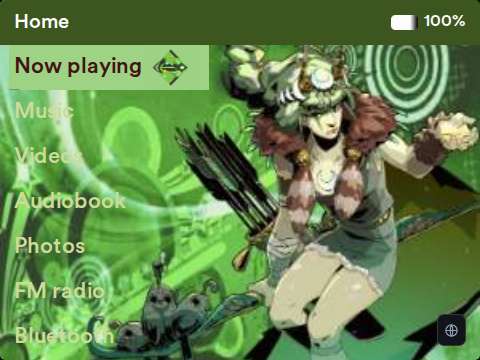 Home
100%
Now playing
Music
Videos
Audiobook
Photos
FM radio
Bluetooth